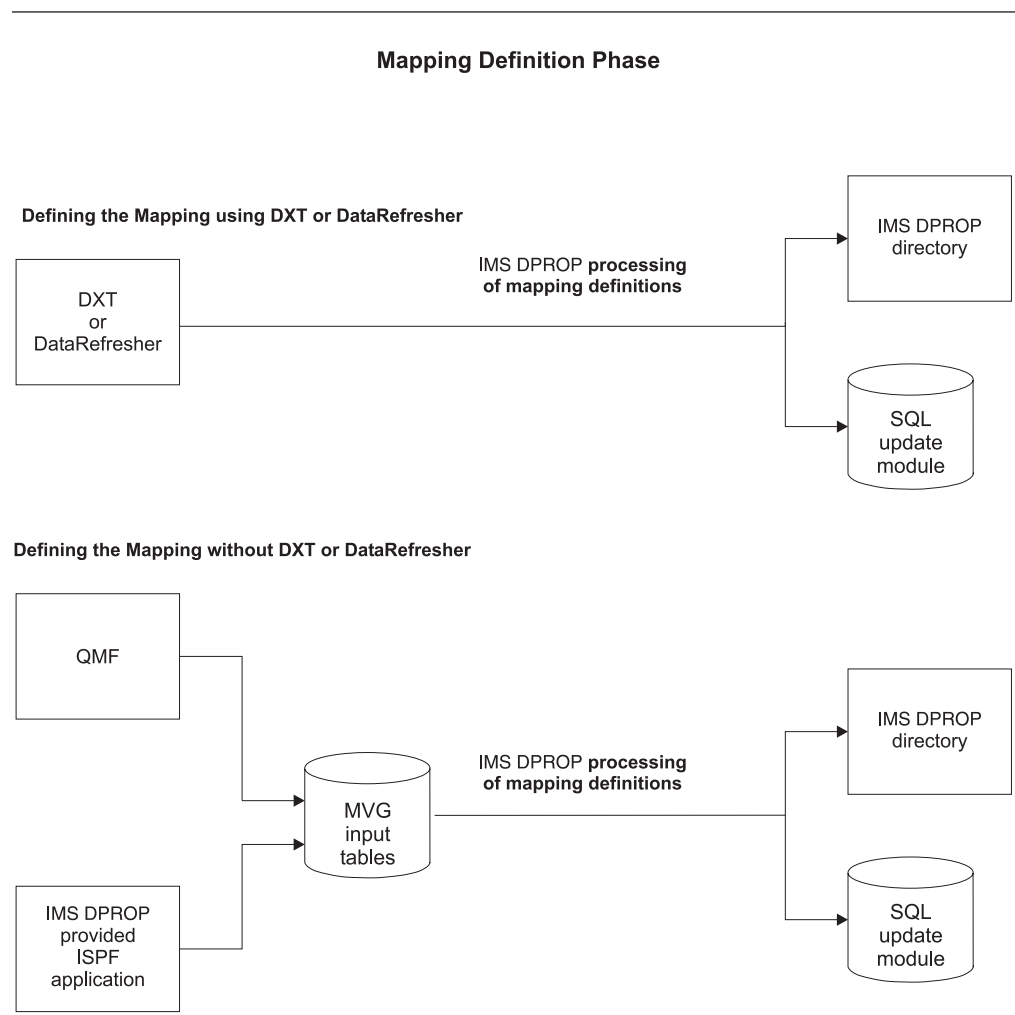 Mapping Definition Phase
Defining the Mapping using DXT or DataRefresher
DXT
or
DataRefresher
IMS DPROP processing
of mapping definitions
IMS DPROP
directory
SQL
update
module
Defining the Mapping without DXT or DataRefresher
QMF
IMS DPROP
provided
ISPF
application
MVG
input
tables
IMS DPROP processing
of mapping definitions
IMS DPROP
directory
SQL
update
module